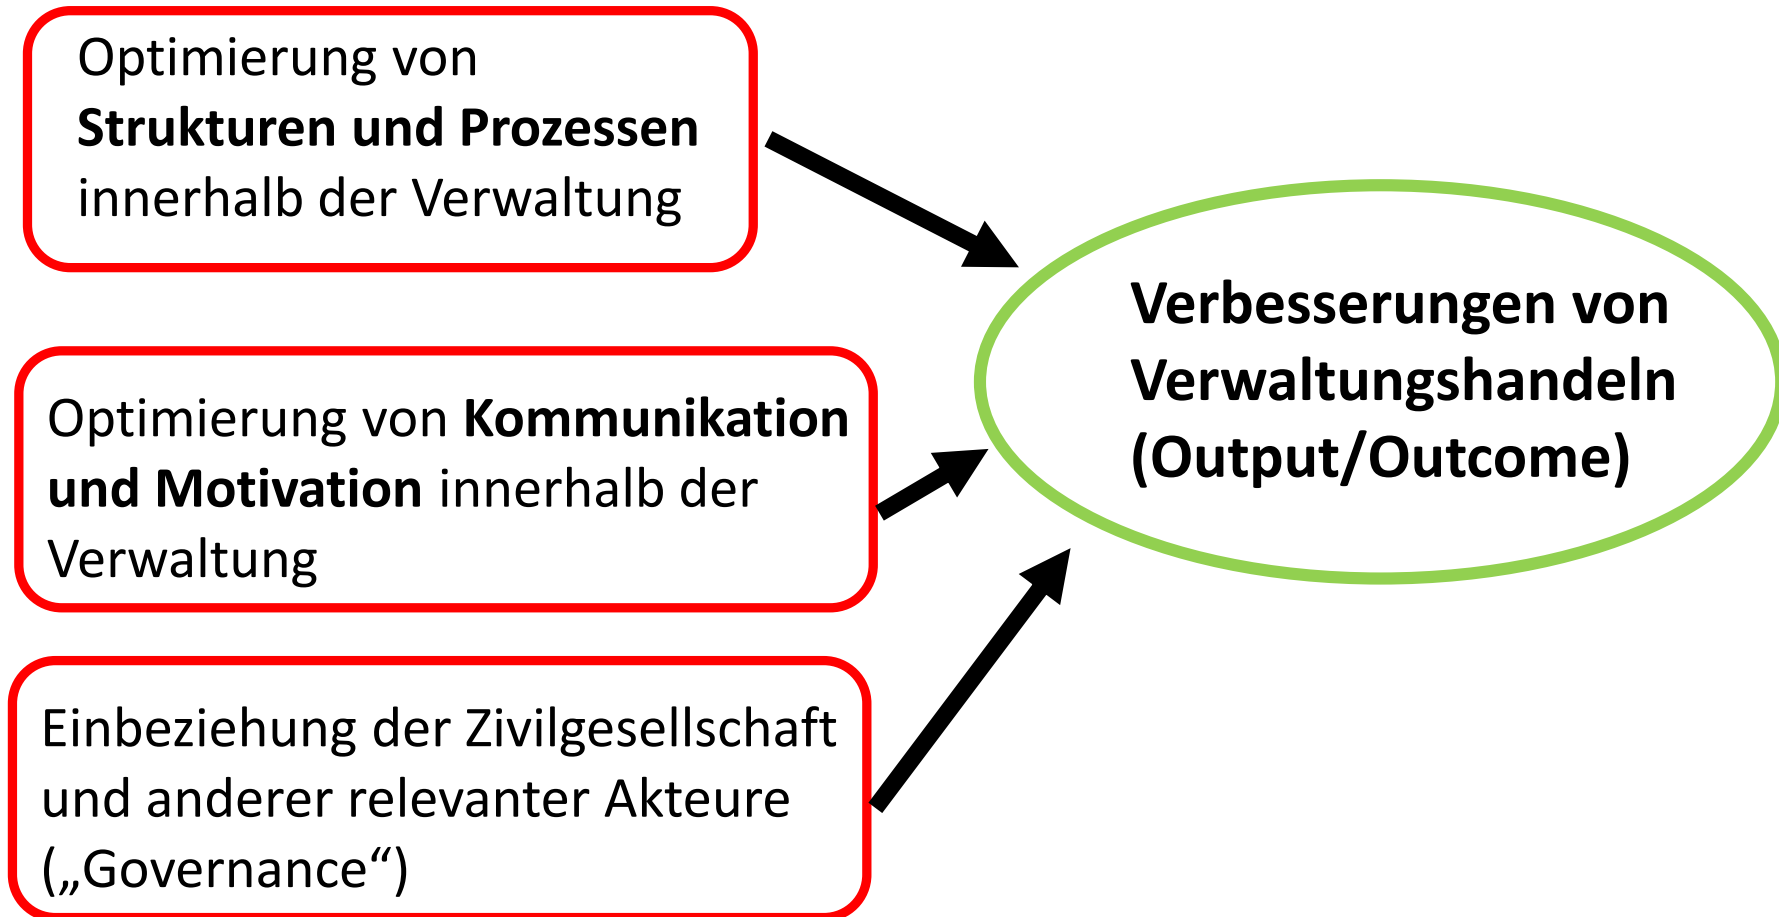 Optimierung von
Strukturen und Prozessen
innerhalb der Verwaltung
Optimierung von Kommunikation
und Motivation innerhalb der
Verwaltung
Einbeziehung der Zivilgesellschaft
und anderer relevanter Akteure
(„Governance“)
Verbesserungen von
Verwaltungshandeln
(Output/Outcome)